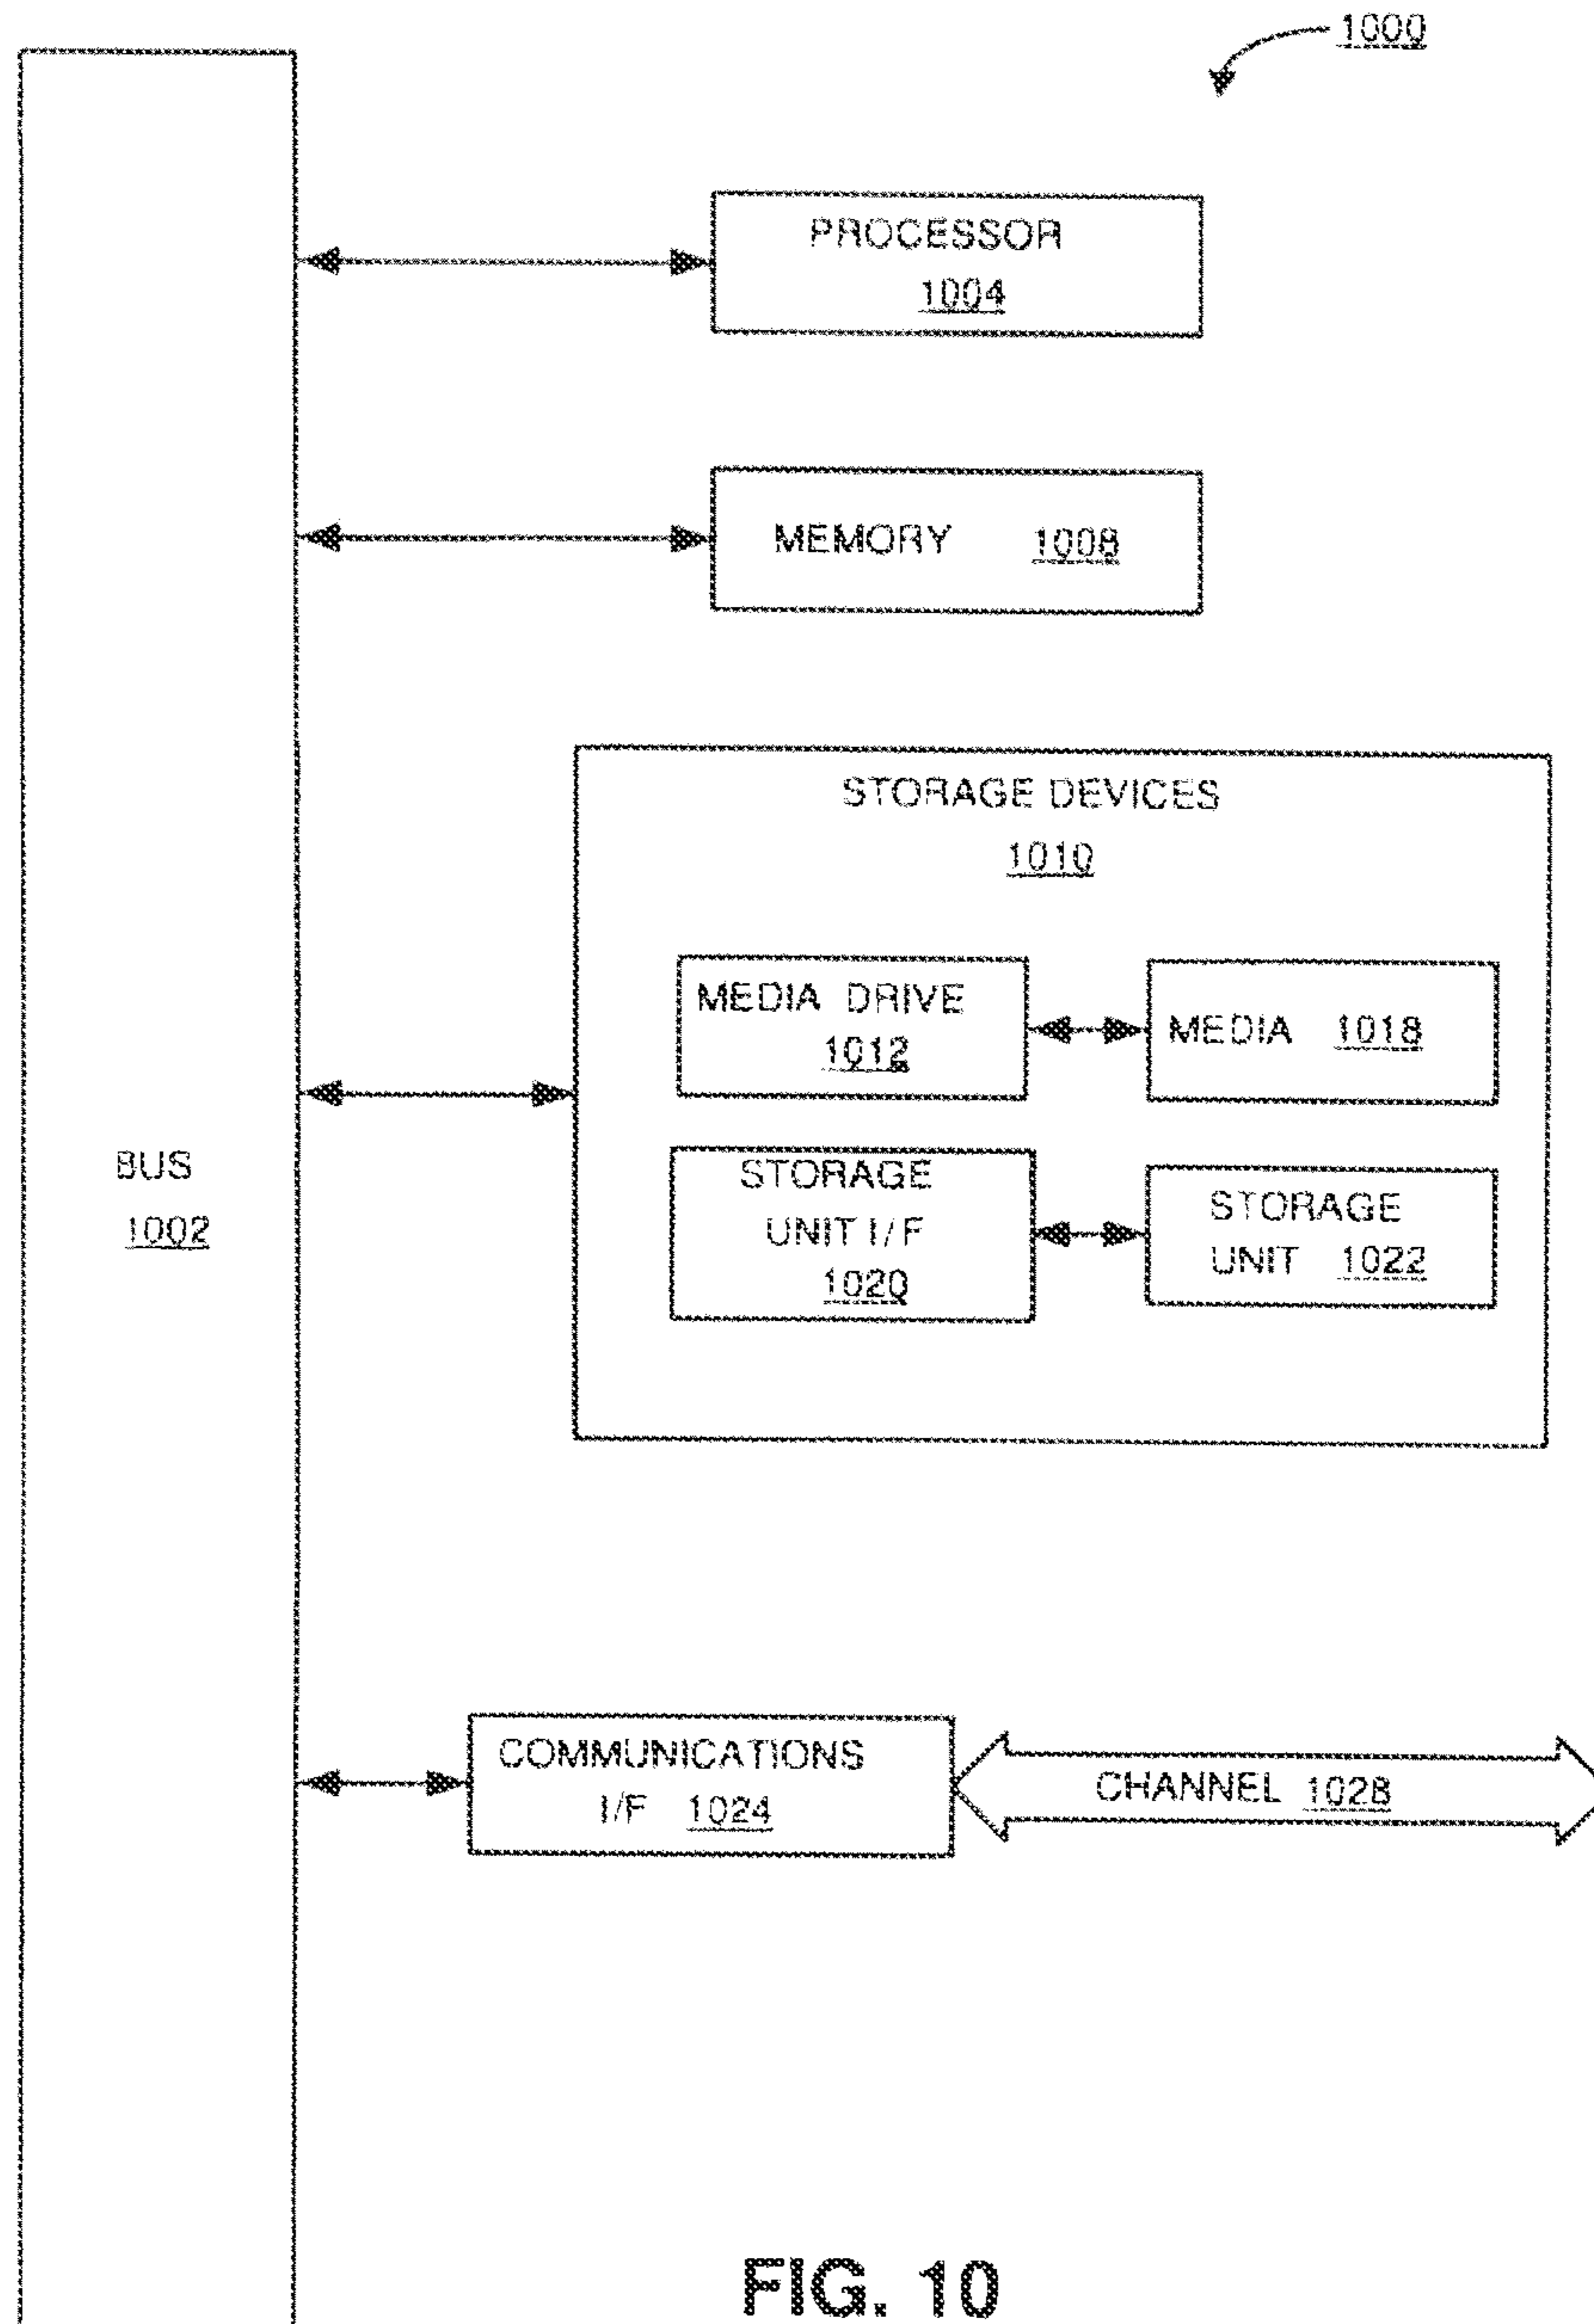 1000
PROCESSOR
1004
MEMORY 1008
STORAGE DEVICES
1010
MEDIA DRIVE
1012
MEDIA 1018
STORAGE
UNIT I/F
1020
STORAGE
UNIT 1022
BUS
1002
COMMUNICATIONS
I/F 1024
CHANNEL 1028
FIG. 10